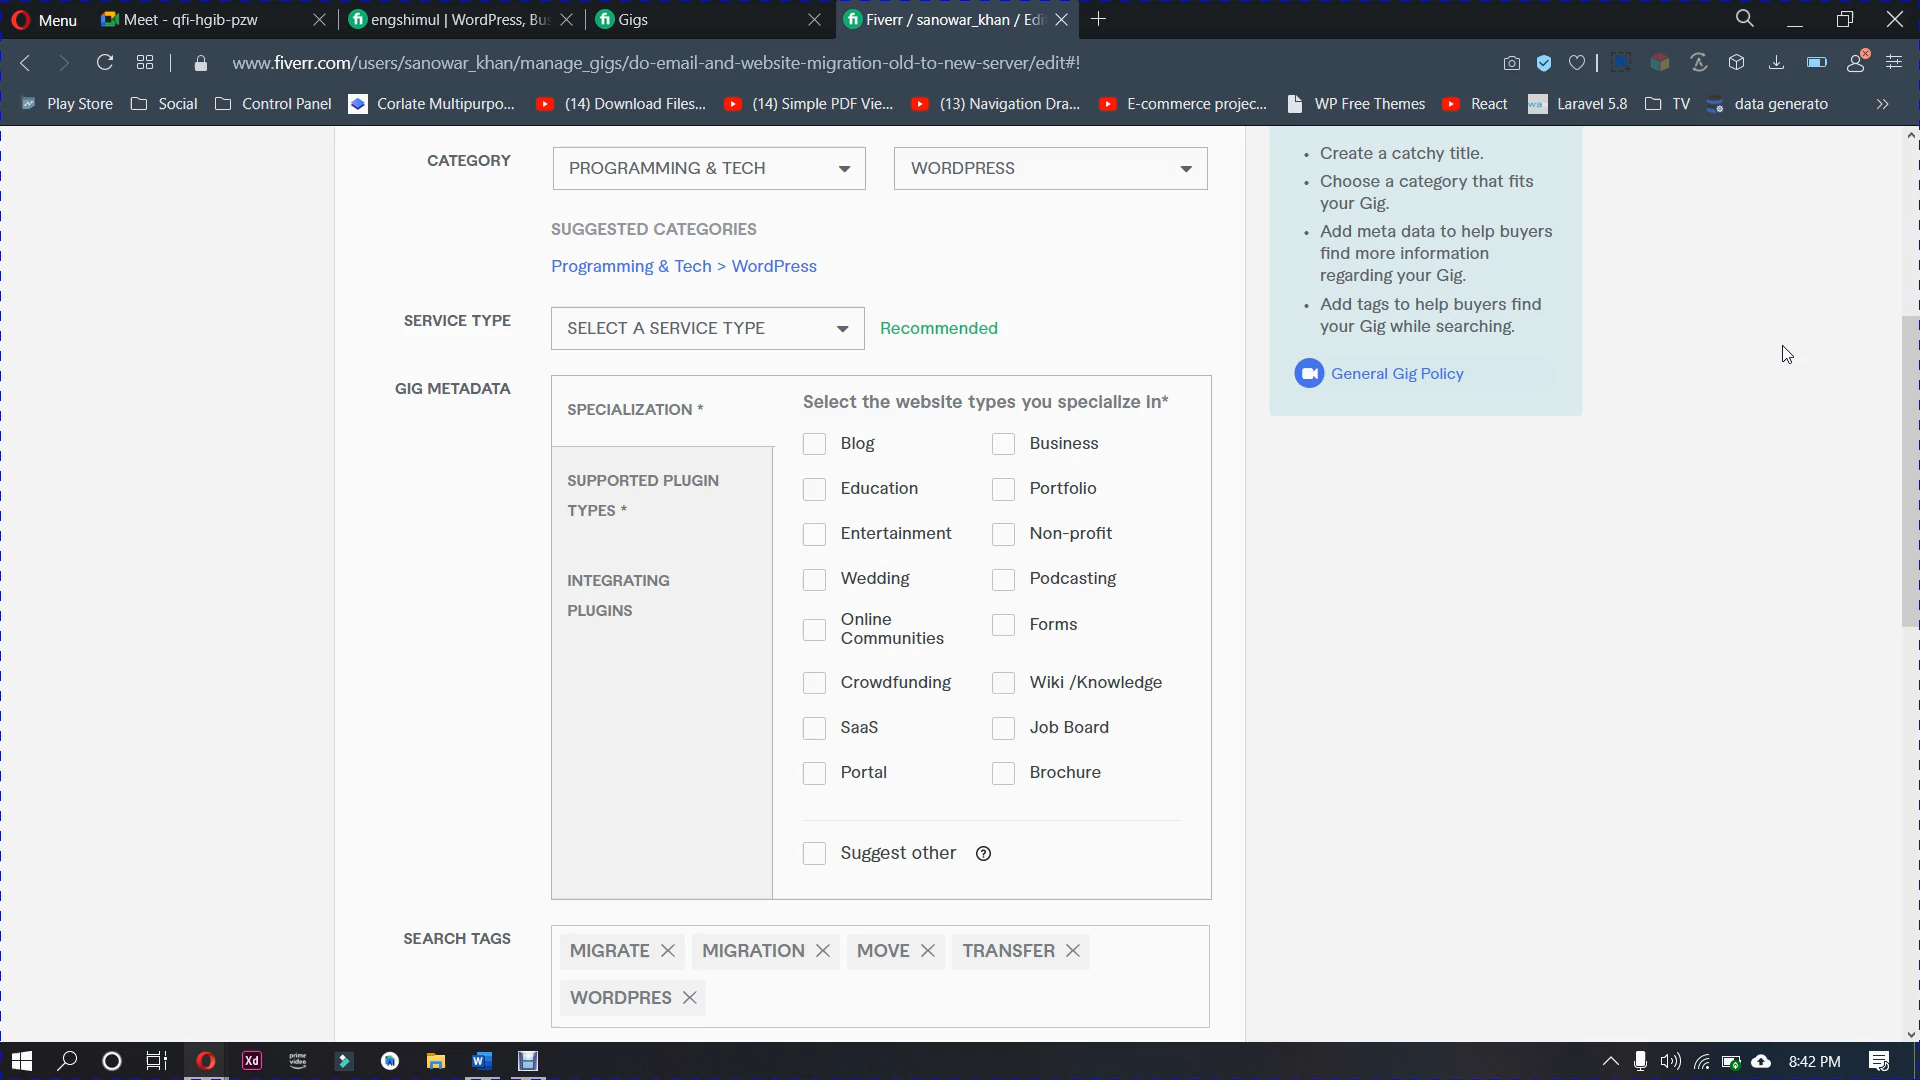 Menu
Meet - qfi-hgib-pzw
engshimul | WordPress, Bu
Gigs
Fiverr / sanowar_khan / Edi
www.fiverr.com/users/sanowar_khan/manage_gigs/do-email-and-website-migration-old-to-new-server/edit#!
Play Store
Social
Control Panel
Corlate Multipurpo...
(14) Download Files...
(14) Simple PDF Vie...
(13) Navigation Dra...
E-commerce projec...
WP Free Themes
React
Laravel 5.8
TV
data generato
CATEGORY
PROGRAMMING & TECH
WORDPRESS
SUGGESTED CATEGORIES
Programming & Tech > WordPress
SERVICE TYPE
SELECT A SERVICE TYPE
Recommended
GIG METADATA
SPECIALIZATION *
SUPPORTED PLUGIN
TYPES *
INTEGRATING
PLUGINS
Select the website types you specialize in*
Blog
Business
Education
Portfolio
Entertainment
Non-profit
Wedding
Podcasting
Online
Communities
Forms
Crowdfunding
Wiki /Knowledge
SaaS
Job Board
Portal
Brochure
Suggest other
SEARCH TAGS
MIGRATE
MIGRATION
MOVE
TRANSFER
WORDPRES
• Create a catchy title.
• Choose a category that fits
your Gig.
• Add meta data to help buyers
find more information
regarding your Gig.
• Add tags to help buyers find
your Gig while searching.
General Gig Policy
Xd
prime
video
W
8:42 PM